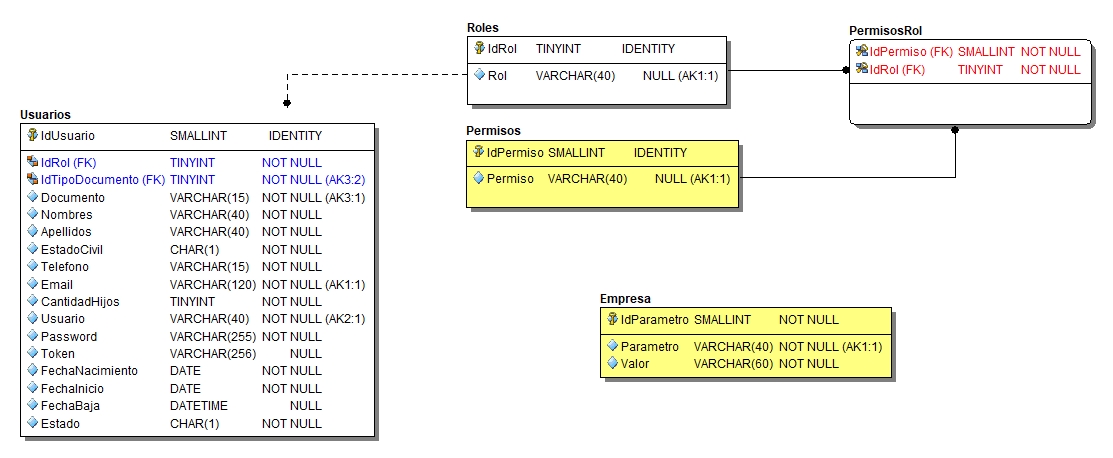 Roles
IdRol TINYINT IDENTITY
Rol VARCHAR(40) NULL (AK1:1)
PermisosRol
IdPermiso (FK) SMALLINT NOT NULL
IdRol (FK) TINYINT NOT NULL
Usuarios
IdUsuario SMALLINT IDENTITY
IdRol (FK) TINYINT NOT NULL
IdTipoDocumento (FK) TINYINT NOT NULL (AK3:2)
Documento VARCHAR(15) NOT NULL (AK3:1)
Nombres VARCHAR(40) NOT NULL
Apellidos VARCHAR(40) NOT NULL
EstadoCivil CHAR(1) NOT NULL
Telefono VARCHAR(15) NOT NULL
Email VARCHAR(120) NOT NULL (AK1:1)
CantidadHijos TINYINT NOT NULL
Usuario VARCHAR(40) NOT NULL (AK2:1)
Password VARCHAR(255) NOT NULL
Token VARCHAR(256) NULL
FechaNacimiento DATE NOT NULL
FechaInicio DATE NOT NULL
FechaBaja DATETIME NULL
Estado CHAR(1) NOT NULL
Permisos
IdPermiso SMALLINT IDENTITY
Permiso VARCHAR(40) NULL (AK1:1)
Empresa
IdParametro SMALLINT NOT NULL
Parametro VARCHAR(40) NOT NULL (AK1:1)
Valor VARCHAR(60) NOT NULL